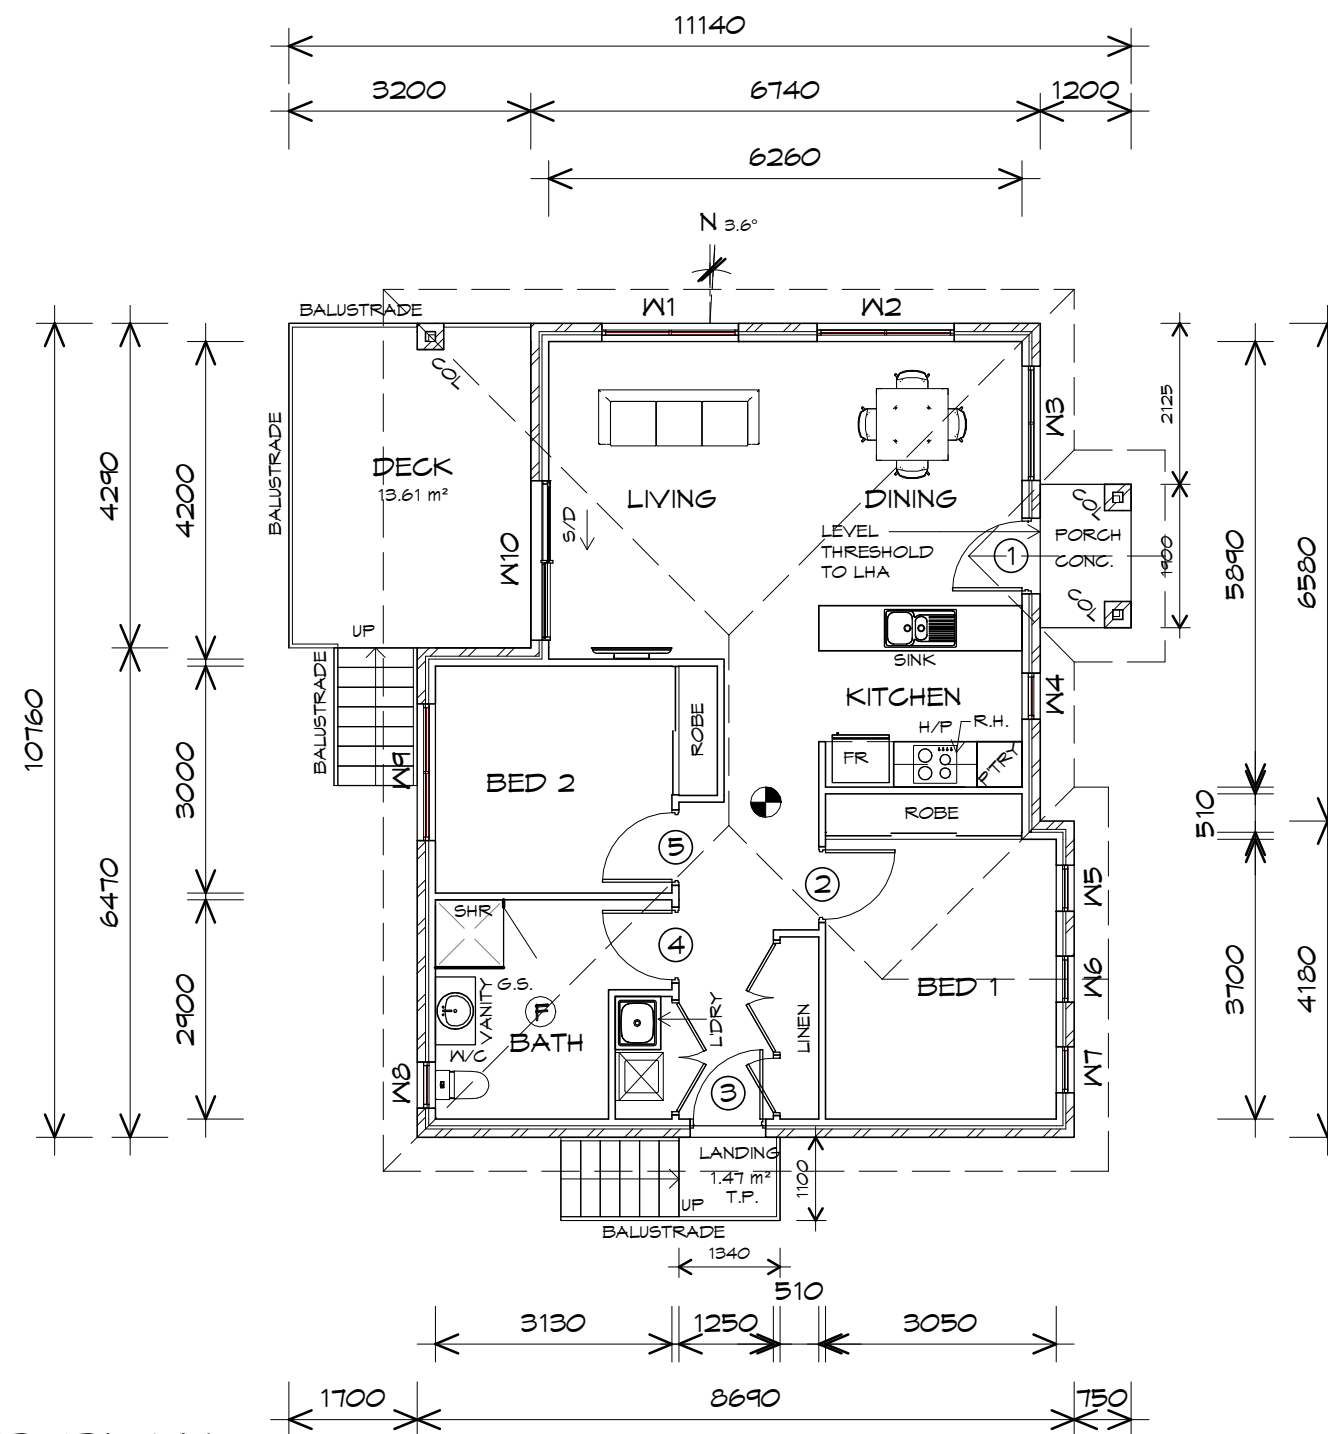 11140
3200
6740
1200
6260
N 3.6°
BALUSTRADE
W1
W2
COL
W3
2125
BALUSTRADE
4290
4200
DECK
13.61 m²
LIVING
DINING
S/D
W10
LEVEL
THRESHOLD
TO LHA
1
COL
PORCH
CONC.
COL
1900
5890
6580
UP
SINK
BALUSTRADE
10760
KITCHEN
W4
ROBE
H/P
R.H.
FR
P'TRY
W9
BED 2
3000
ROBE
510
5
2
6470
W5
SHR
4
W6
BED 1
3700
4180
2900
VANITY
G.S.
F
BATH
L'DRY
LINEN
W/C
W8
W7
3
LANDING
1.47 m²
T.P.
1100
UP
BALUSTRADE
1340
510
3130
1250
3050
1700
8690
750